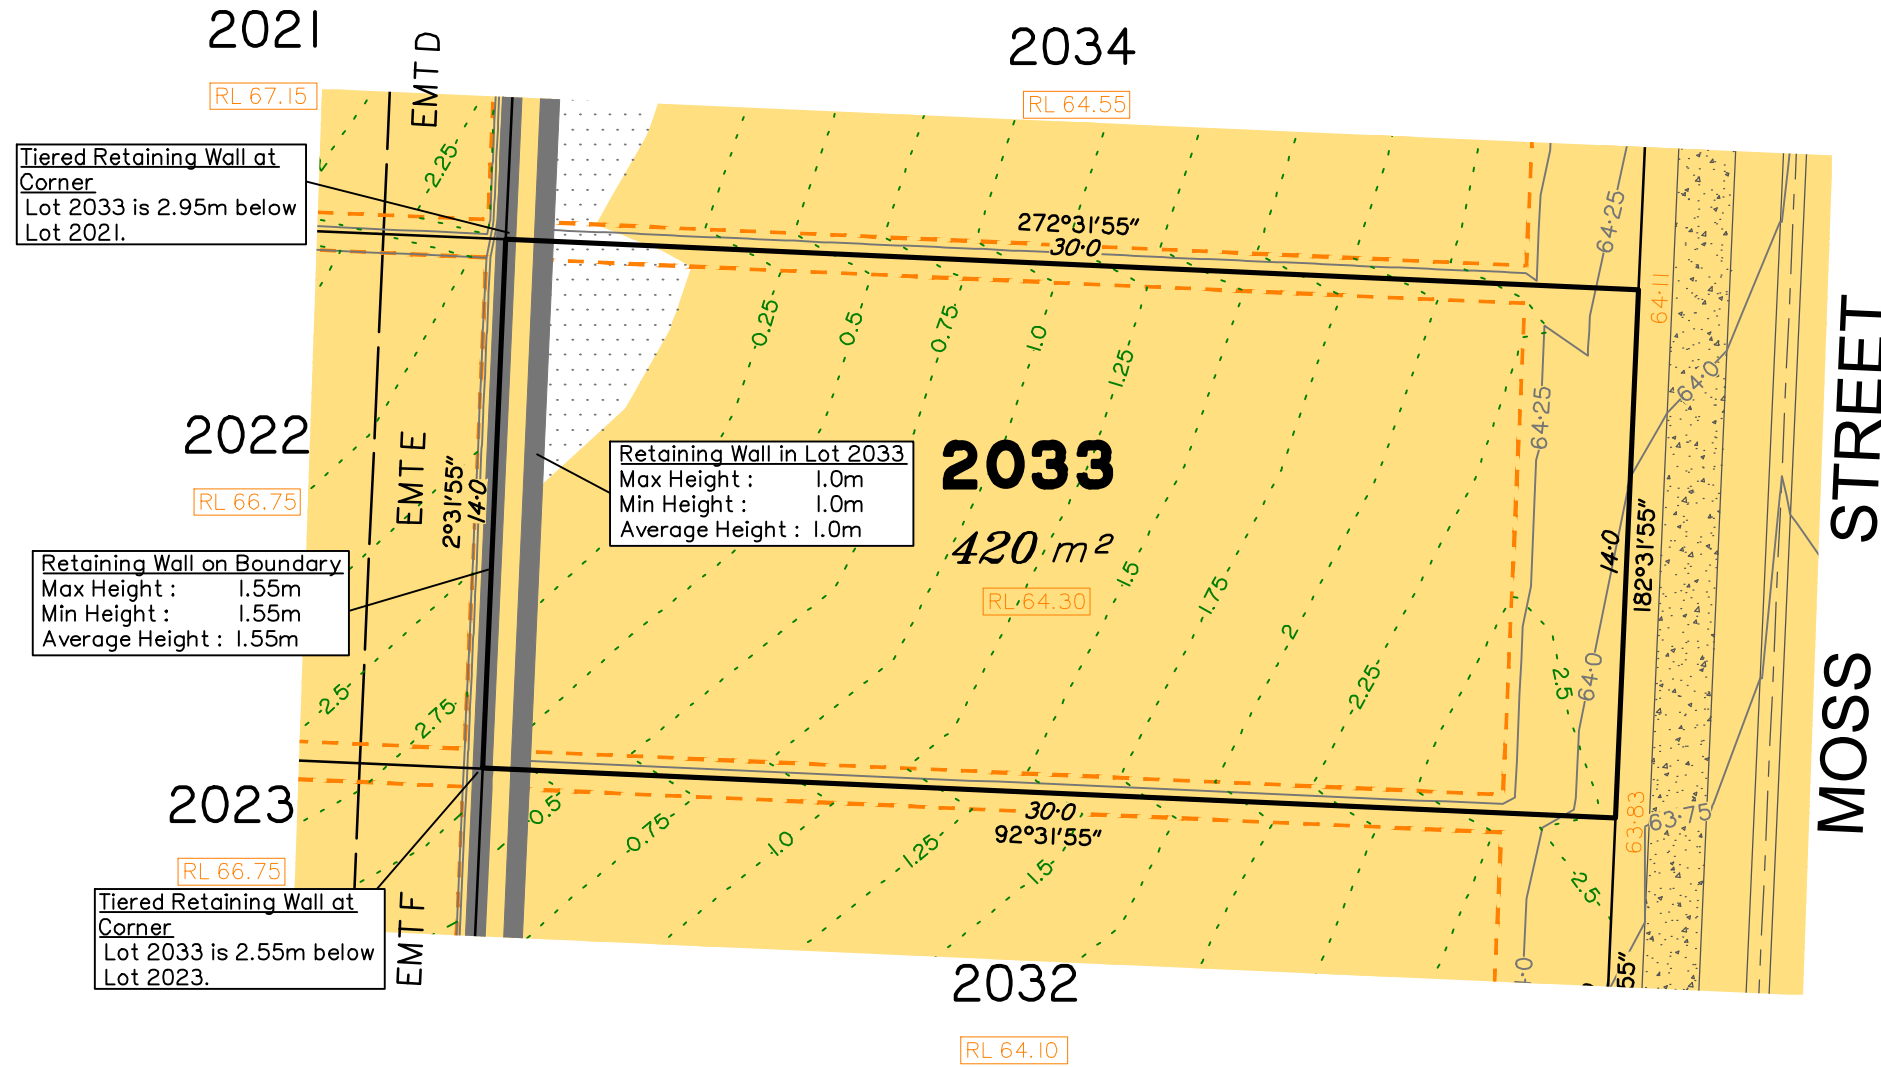 2021
EMT D
2034
RL 67.15
RL 64.55
Tiered Retaining Wall at
Corner
Lot 2033 is 2.95m below
Lot 2021.
2
2.25
272°31'55"
30·0
64·25
64·11
0.25
0.5
0.75
1.0
1.25
64·25
64·0
STREET
2022
EMT E
2°31'55"
14·0
RL 66.75
Retaining Wall in Lot 2033
Max Height : 1.0m
Min Height : 1.0m
Average Height : 1.0m
2033
420 m²
RL 64.30
14·0
182°31'55"
Retaining Wall on Boundary
Max Height : 1.55m
Min Height : 1.55m
Average Height : 1.55m
1.5
1.75
2
2.25
2.5
64·0
2.5
2.75
MOSS
2023
RL 66.75
0.5
0.75
1.0
1.25
1.5
30·0
92°31'55"
63·83
63·75
2.5
Tiered Retaining Wall at
Corner
Lot 2033 is 2.55m below
Lot 2023.
EMT F
2032
·0
55"
RL 64.10